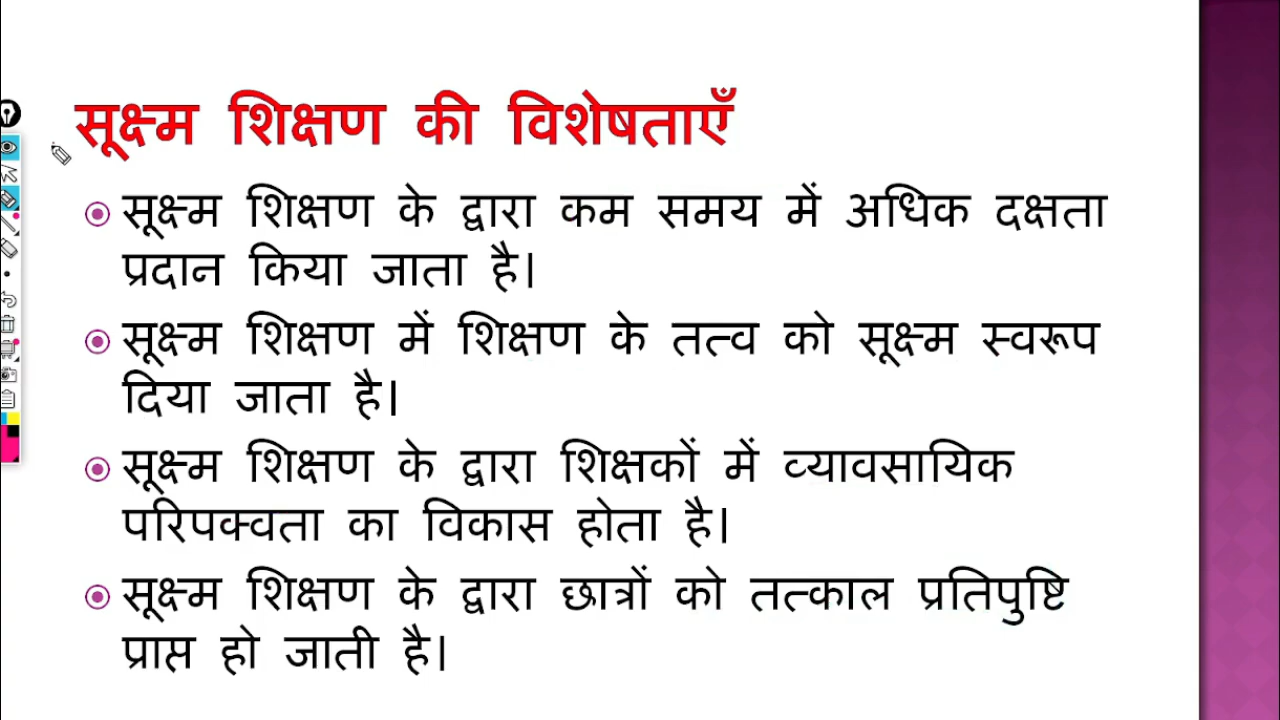 सूक्ष्म शिक्षण की विशेषताएँ
सूक्ष्म शिक्षण के द्वारा कम समय में अधिक दक्षता
प्रदान किया जाता है।
सूक्ष्म शिक्षण में शिक्षण के तत्व को सूक्ष्म स्वरूप
दिया जाता है।
सूक्ष्म शिक्षण के द्वारा शिक्षकों में व्यावसायिक
परिपक्वता का विकास होता है।
सूक्ष्म शिक्षण के द्वारा छात्रों को तत्काल प्रतिपुष्टि
प्राप्त हो जाती है।